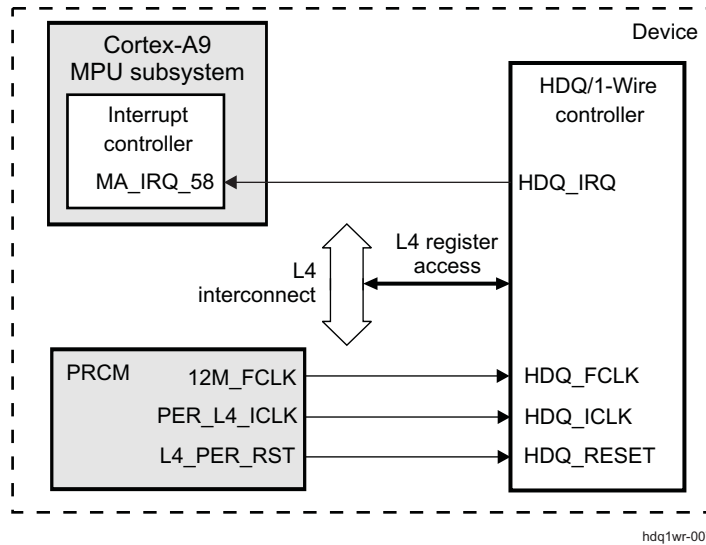 Device
Cortex-A9
MPU subsystem
Interrupt
controller
MA_IRQ_58
HDQ/1-Wire
controller
HDQ_IRQ
L4
interconnect
L4 register
access
PRCM
12M_FCLK
PER_L4_ICLK
L4_PER_RST
HDQ_FCLK
HDQ_ICLK
HDQ_RESET
hdq1wr-00